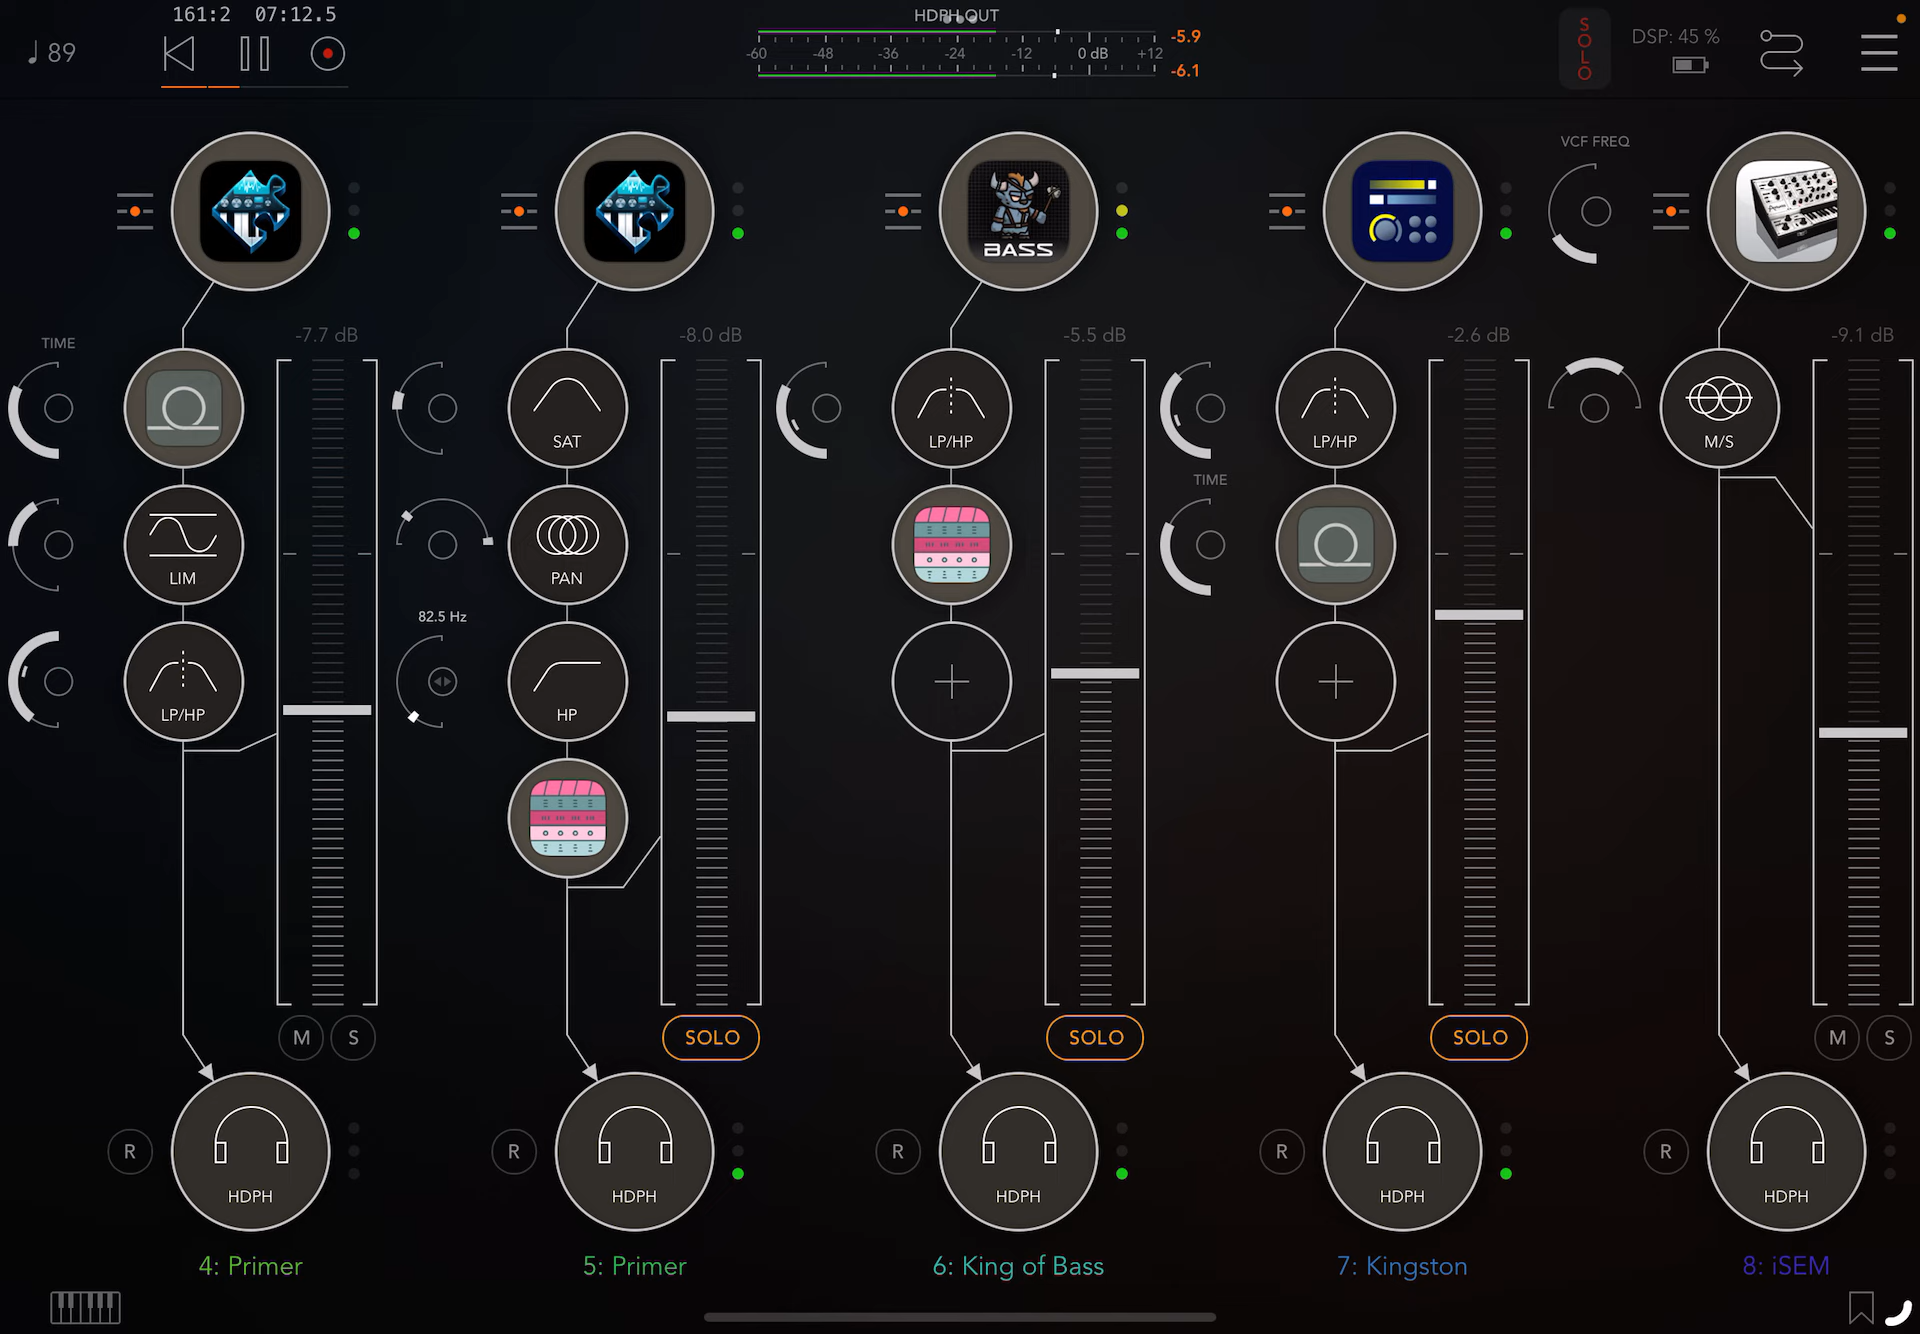 161:2 07:12.5
HDPH OUT
89
-60 -48 -36 -24 -12 0 dB +12
-5.9
-6.1
SOLO
DSP: 45 %
VCF FREQ
BASS
TIME
-7.7 dB
-8.0 dB
-5.5 dB
-2.6 dB
-9.1 dB
SAT
LP/HP
LP/HP
M/S
TIME
LIM
PAN
82.5 Hz
LP/HP
HP
M S
SOLO
SOLO
SOLO
M S
R
HDPH
R
HDPH
R
HDPH
R
HDPH
R
HDPH
4: Primer
5: Primer
6: King of Bass
7: Kingston
8: iSEM